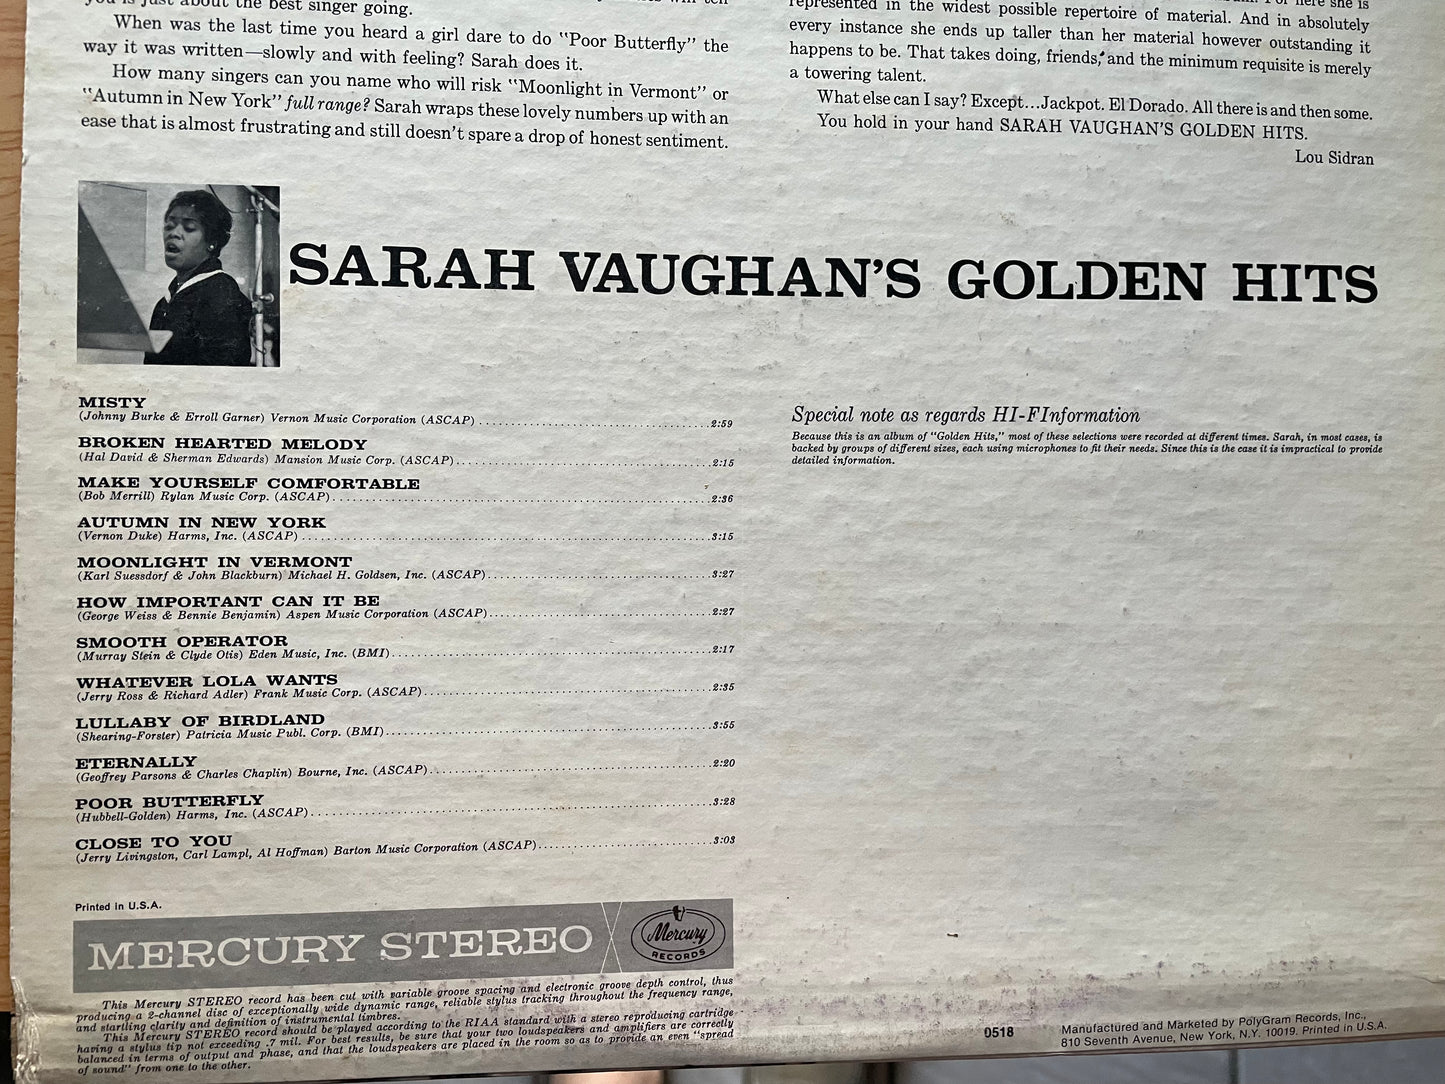 the best singer going.
When was the last time you heard a girl dare to do "Poor Butterfly" the
way it was written—slowly and with feeling? Sarah does it.
How many singers can you name who will risk "Moonlight in Vermont" or
"Autumn in New York" full range? Sarah wraps these lovely numbers up with an
ease that is almost frustrating and still doesn't spare a drop of honest sentiment.
represented in the widest possible repertoire of material. And in absolutely
every instance she ends up taller than her material however outstanding it
happens to be. That takes doing, friends, and the minimum requisite is merely
a towering talent.
What else can I say? Except...Jackpot. El Dorado. All there is and then some.
You hold in your hand SARAH VAUGHAN'S GOLDEN HITS.
Lou Sidran
SARAH VAUGHAN'S GOLDEN HITS
MISTY
(Johnny Burke & Erroll Garner) Vernon Music Corporation (ASCAP) 2:59
BROKEN HEARTED MELODY
(Hal David & Sherman Edwards) Mansion Music Corp. (ASCAP) 2:15
MAKE YOURSELF COMFORTABLE
(Bob Merrill) Rylan Music Corp. (ASCAP) 2:36
AUTUMN IN NEW YORK
(Vernon Duke) Harms, Inc. (ASCAP) 3:15
MOONLIGHT IN VERMONT
(Karl Suessdorf & John Blackburn) Michael H. Goldsen, Inc. (ASCAP) 3:27
HOW IMPORTANT CAN IT BE
(George Weiss & Bennie Benjamin) Aspen Music Corporation (ASCAP) 2:27
SMOOTH OPERATOR
(Murray Stein & Clyde Otis) Eden Music, Inc. (BMI) 2:17
WHATEVER LOLA WANTS
(Jerry Ross & Richard Adler) Frank Music Corp. (ASCAP) 2:35
LULLABY OF BIRDLAND
(Shearing-Forster) Patricia Music Publ. Corp. (BMI) 3:55
ETERNALLY
(Geoffrey Parsons & Charles Chaplin) Bourne, Inc. (ASCAP) 2:20
POOR BUTTERFLY
(Hubbell-Golden) Harms, Inc. (ASCAP) 3:28
CLOSE TO YOU
(Jerry Livingston, Carl Lampl, Al Hoffman) Barton Music Corporation (ASCAP) 3:03
Special note as regards HI-FInformation
Because this is an album of "Golden Hits," most of these selections were recorded at different times. Sarah, in most cases, is
backed by groups of different sizes, each using microphones to fit their needs. Since this is the case it is impractical to provide
detailed information.
Printed in U.S.A.
MERCURY STEREO
Mercury
RECORDS
This Mercury STEREO record has been cut with variable groove spacing and electronic groove depth control, thus
producing a 2-channel disc of exceptionally wide dynamic range, reliable stylus tracking throughout the frequency range,
and startling clarity and definition of instrumental timbres.
This Mercury STEREO record should be played according to the RIAA standard with a stereo reproducing cartridge
having a stylus tip not exceeding .7 mil. For best results, be sure that your two loudspeakers and amplifiers are correctly
balanced in terms of output and phase, and that the loudspeakers are placed in the room so as to provide an even "spread
of sound" from one to the other.
0518
Manufactured and Marketed by PolyGram Records, Inc.,
810 Seventh Avenue, New York, N.Y. 10019. Printed in U.S.A.